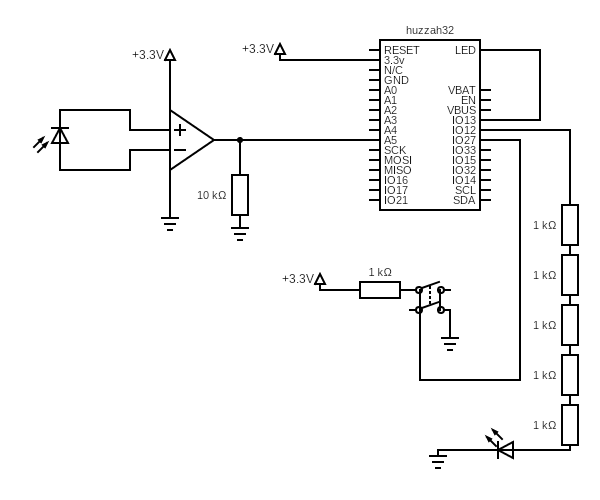 huzzah32
+3.3V
+3.3V
RESET LED
3.3v
N/C
GND
A0 VBAT
A1 EN
A2 VBUS
A3 IO13
A4 IO12
A5 IO27
SCK IO33
MOSI IO15
MISO IO32
IO16 IO14
IO17 SCL
IO21 SDA
+
−
10 kΩ
1 kΩ
1 kΩ
+3.3V
1 kΩ
1 kΩ
1 kΩ
1 kΩ